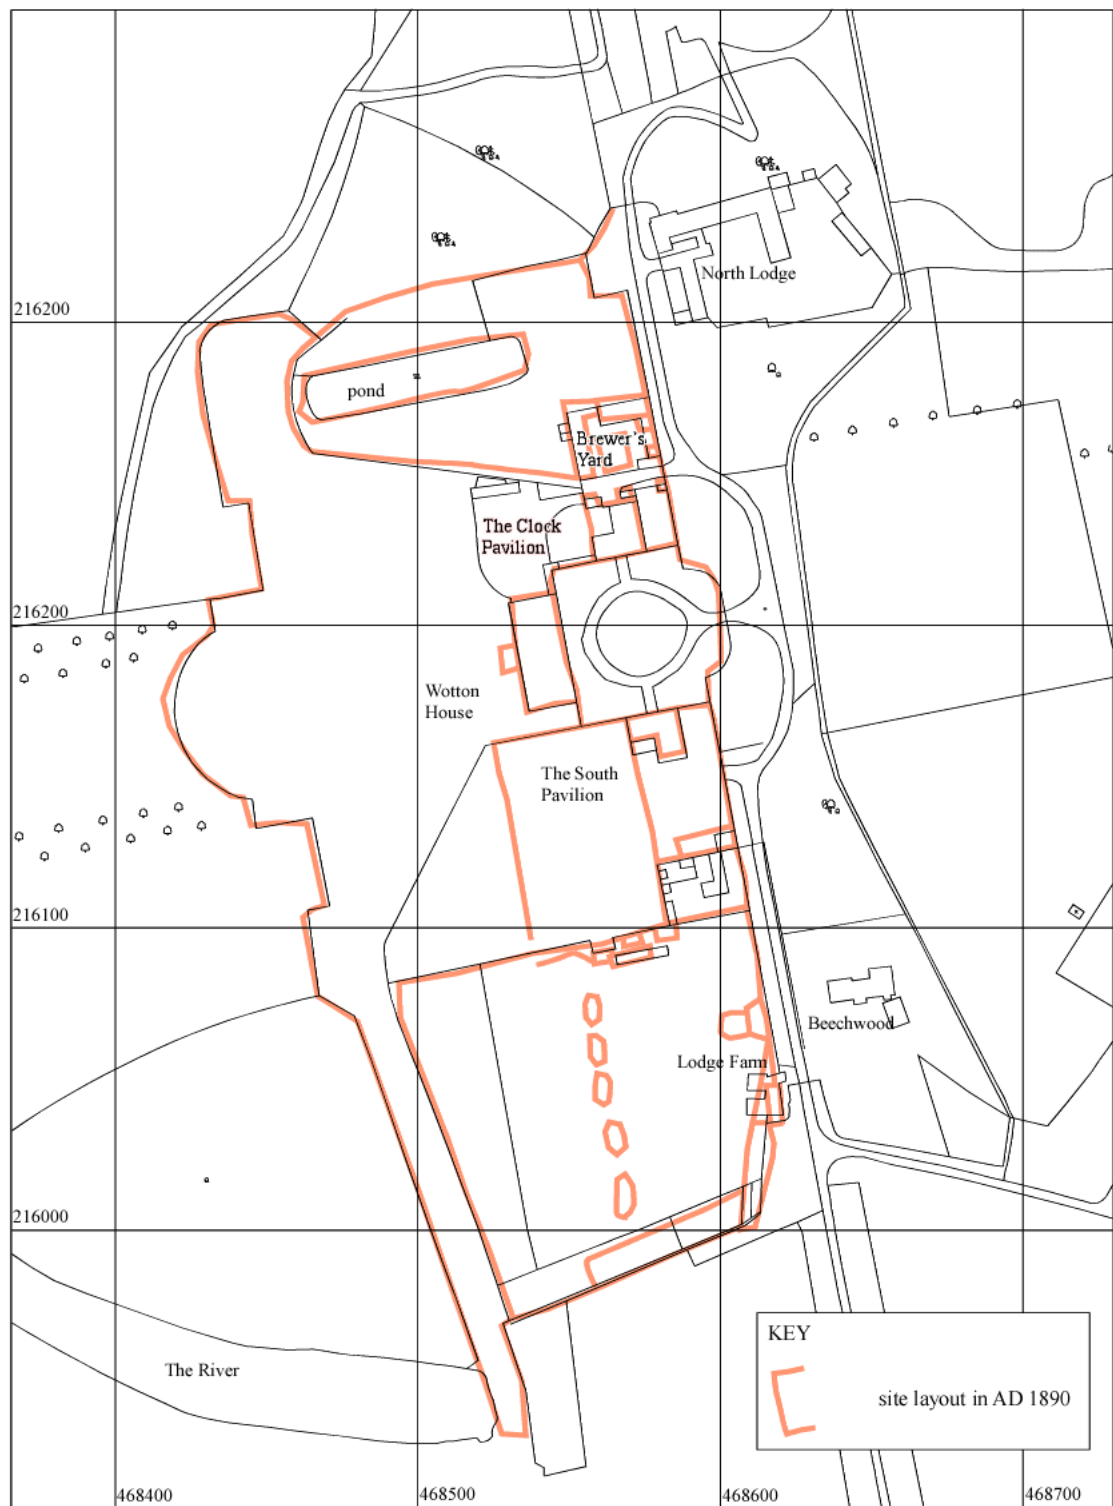 North Lodge
216200
pond
Brewer's
Yard
The Clock
Pavilion
216200
Wotton
House
The South
Pavilion
216100
Beechwood
Lodge Farm
216000
KEY
The River
site layout in AD 1890
468400
468500
468600
468700